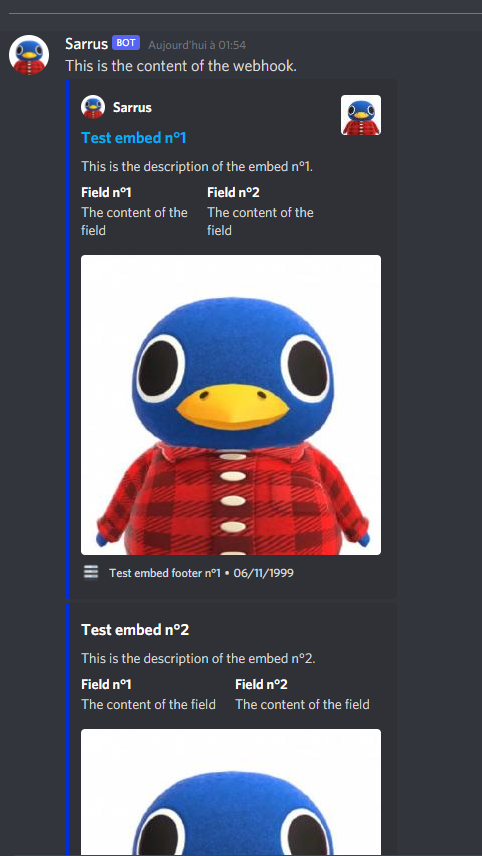 Sarrus BOT Aujourd'hui à 01:54
This is the content of the webhook.
Sarrus
Test embed n°1
This is the description of the embed n°1.
Field n°1 Field n°2
The content of the The content of the
field field
Test embed footer n°1 • 06/11/1999
Test embed n°2
This is the description of the embed n°2.
Field n°1 Field n°2
The content of the field The content of the field